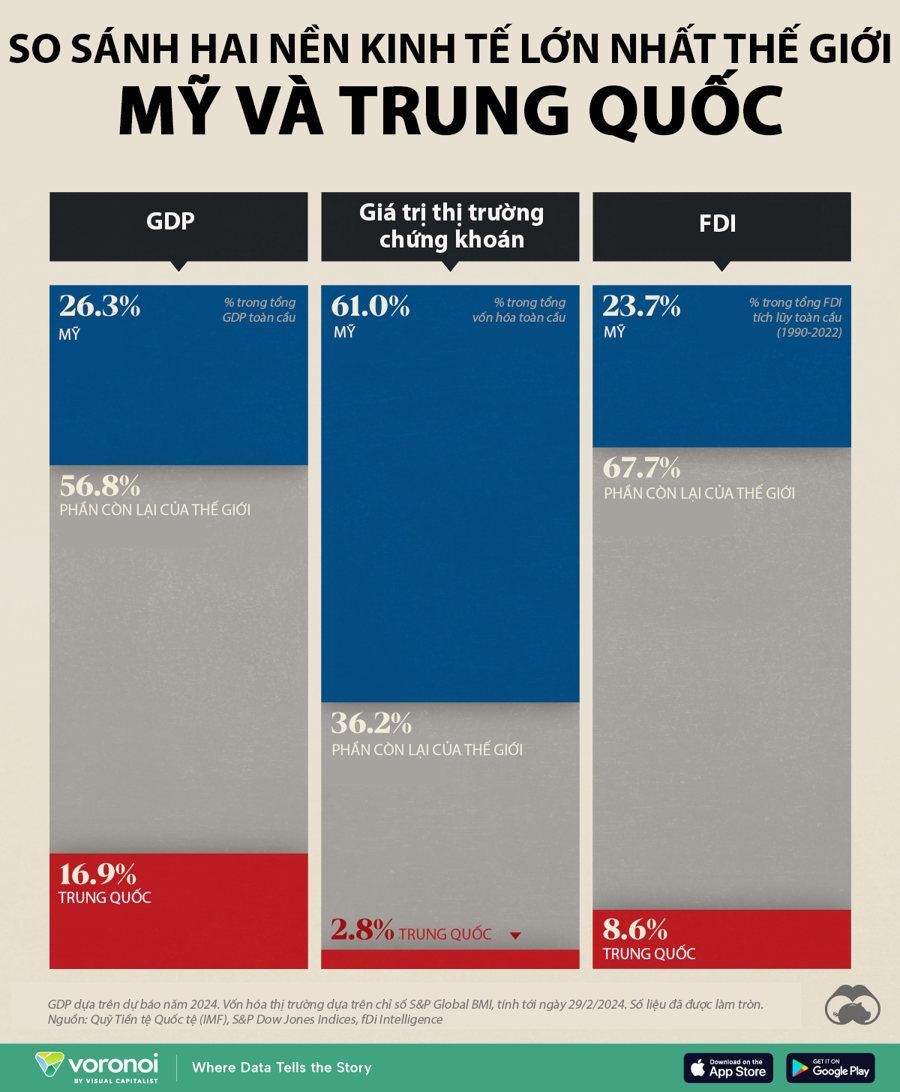 SO SÁNH HAI NỀN KINH TẾ LỚN NHẤT THẾ GIỚI
MỸ VÀ TRUNG QUỐC
GDP
Giá trị thị trường
chứng khoán
FDI
26.3%
MỸ
% trong tổng
GDP toàn cầu
56.8%
PHẦN CÒN LẠI CỦA THẾ GIỚI
16.9%
TRUNG QUỐC
61.0%
MỸ
% trong tổng
vốn hóa toàn cầu
36.2%
PHẦN CÒN LẠI CỦA THẾ GIỚI
2.8% TRUNG QUỐC
23.7%
MỸ
% trong tổng FDI
tích lũy toàn cầu
(1990-2022)
67.7%
PHẦN CÒN LẠI CỦA THẾ GIỚI
8.6%
TRUNG QUỐC
GDP dựa trên dự báo năm 2024. Vốn hóa thị trường dựa trên chỉ số S&P Global BMI, tính tới ngày 29/2/2024. Số liệu đã được làm tròn.
Nguồn: Quỹ Tiền tệ Quốc tệ (IMF), S&P Dow Jones Indices, fDi Intelligence
voronoi
BY VISUAL CAPITALIST
Where Data Tells the Story
Download on the
App Store
GET IT ON
Google Play